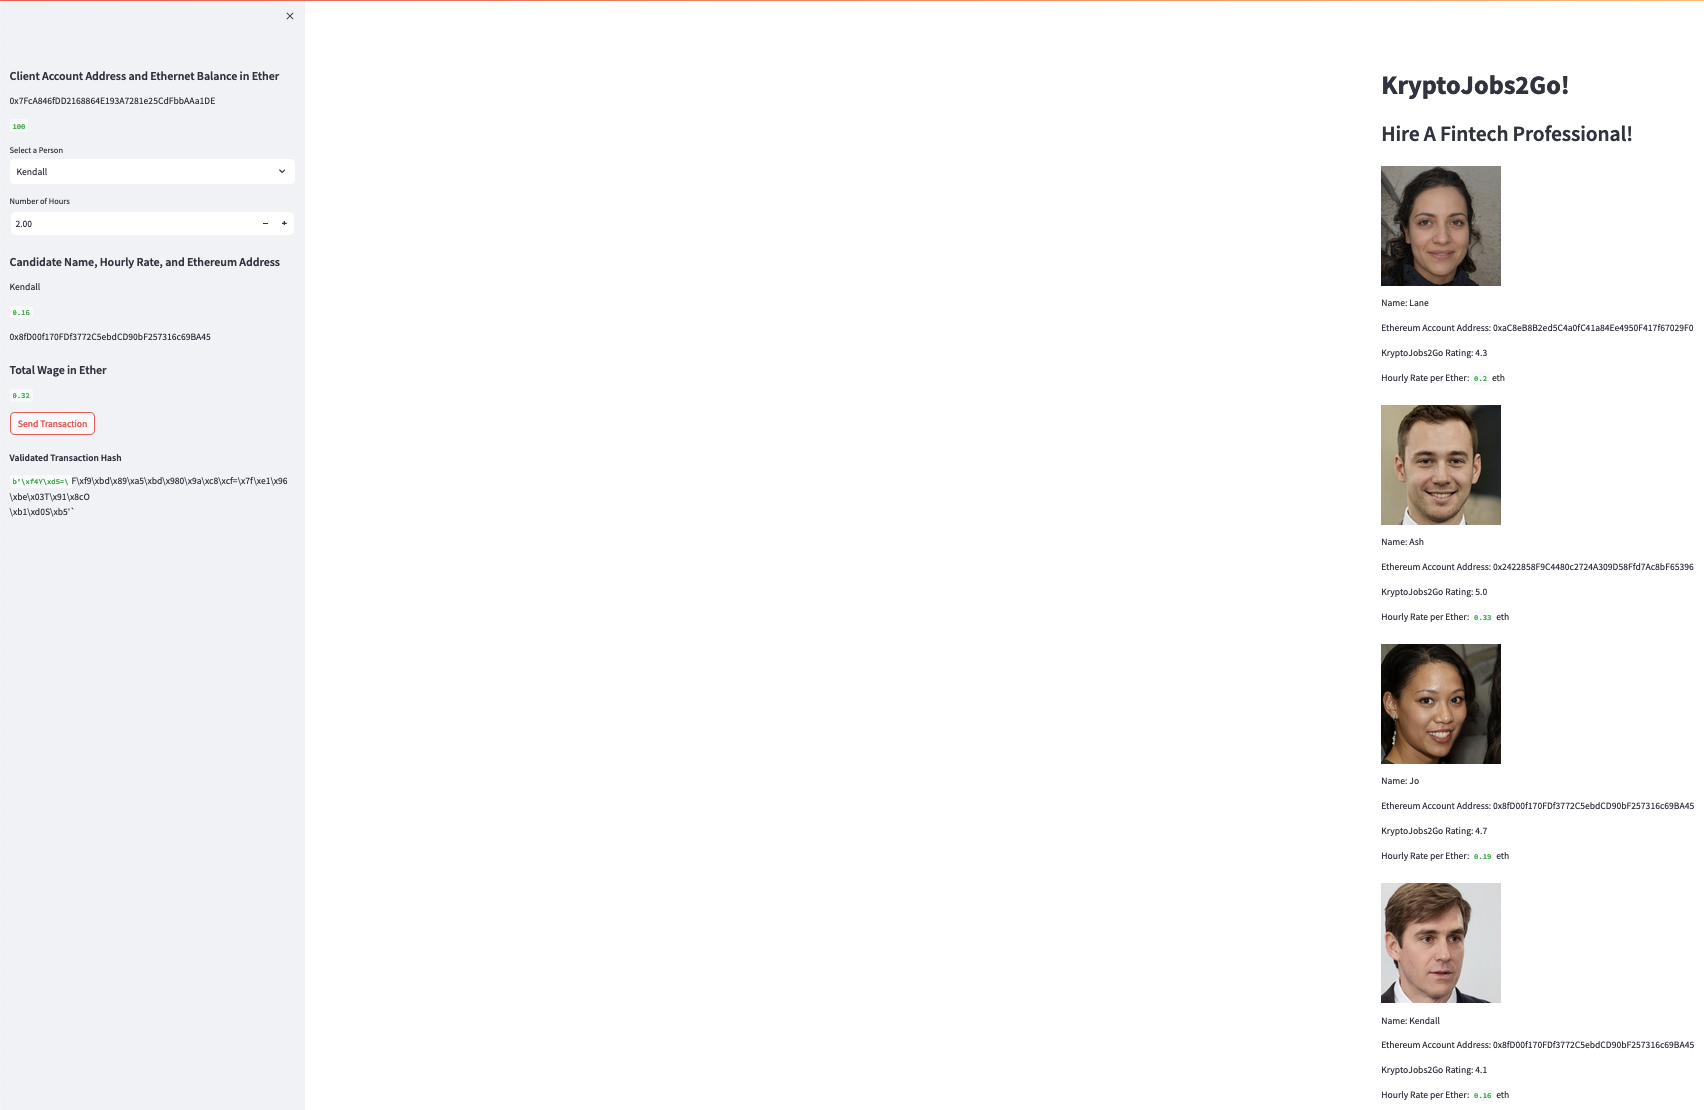 Client Account Address and Ethernet Balance in Ether
0x7FcA846fDD2168864E193A7281e25CdFbbAAa1DE
100
Select a Person
Kendall
Number of Hours
2.00
Candidate Name, Hourly Rate, and Ethereum Address
Kendall
0.16
0x8fD00f170FDf3772C5ebdCD90bF257316c69BA45
Total Wage in Ether
0.32
Send Transaction
Validated Transaction Hash
b'\xf4Y\xd5=\ F\xf9\xbd\x89\xa5\xbd\x980\x9a\xc8\xcf=\x7f\xe1\x96
\xbe\x03T\x91\x8cO
\xb1\xd0S\xb5'`
KryptoJobs2Go!
Hire A Fintech Professional!
Name: Lane
Ethereum Account Address: 0xaC8eB8B2ed5C4a0fC41a84Ee4950F417f67029F0
KryptoJobs2Go Rating: 4.3
Hourly Rate per Ether: 0.2 eth
Name: Ash
Ethereum Account Address: 0x2422858F9C4480c2724A309D58Ffd7Ac8bF65396
KryptoJobs2Go Rating: 5.0
Hourly Rate per Ether: 0.33 eth
Name: Jo
Ethereum Account Address: 0x8fD00f170FDf3772C5ebdCD90bF257316c69BA45
KryptoJobs2Go Rating: 4.7
Hourly Rate per Ether: 0.19 eth
Name: Kendall
Ethereum Account Address: 0x8fD00f170FDf3772C5ebdCD90bF257316c69BA45
KryptoJobs2Go Rating: 4.1
Hourly Rate per Ether: 0.16 eth